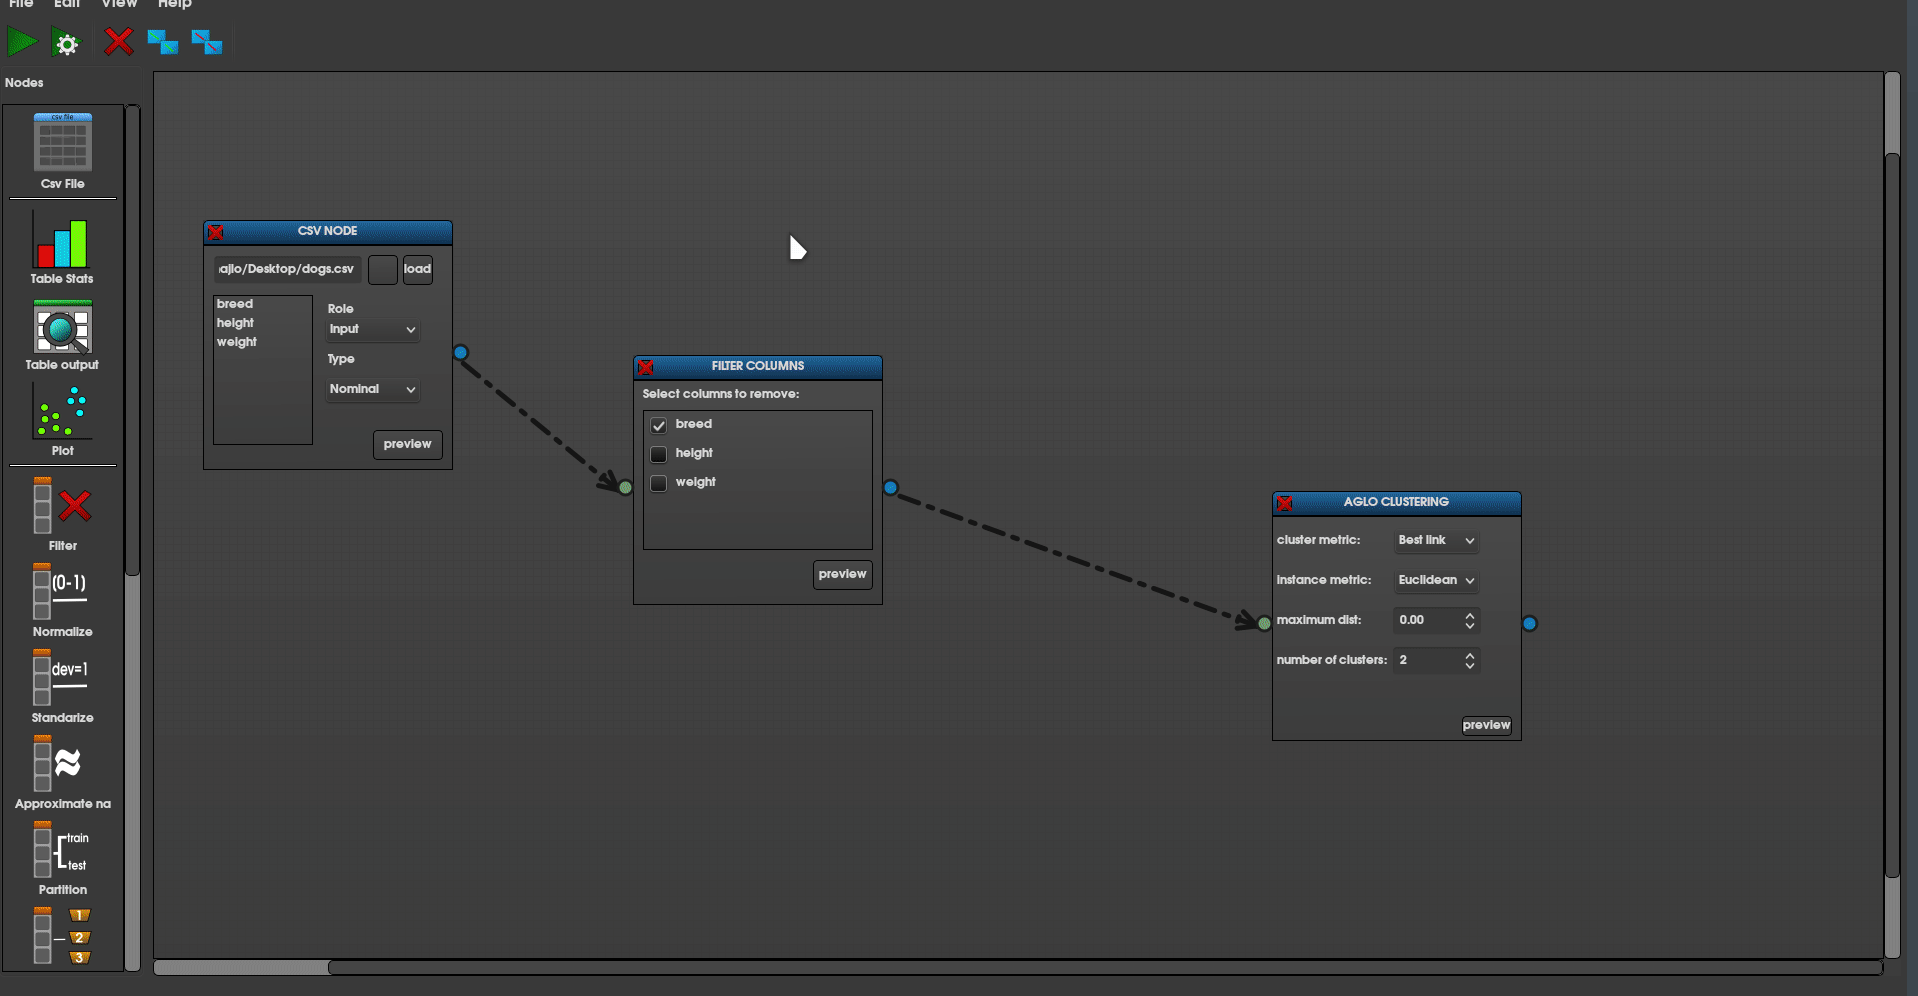 File Edit View Help
Nodes
csv file
Csv File
Table Stats
Table output
Plot
Filter
(0-1)
Normalize
dev=1
Standarize
Approximate na
train
test
Partition
1
2
3
CSV NODE
ajlo/Desktop/dogs.csv
load
breed
height
weight
Role
Input
Type
Nominal
preview
FILTER COLUMNS
Select columns to remove:
breed
height
weight
preview
AGLO CLUSTERING
cluster metric: Best link
instance metric: Euclidean
maximum dist: 0.00
number of clusters: 2
preview